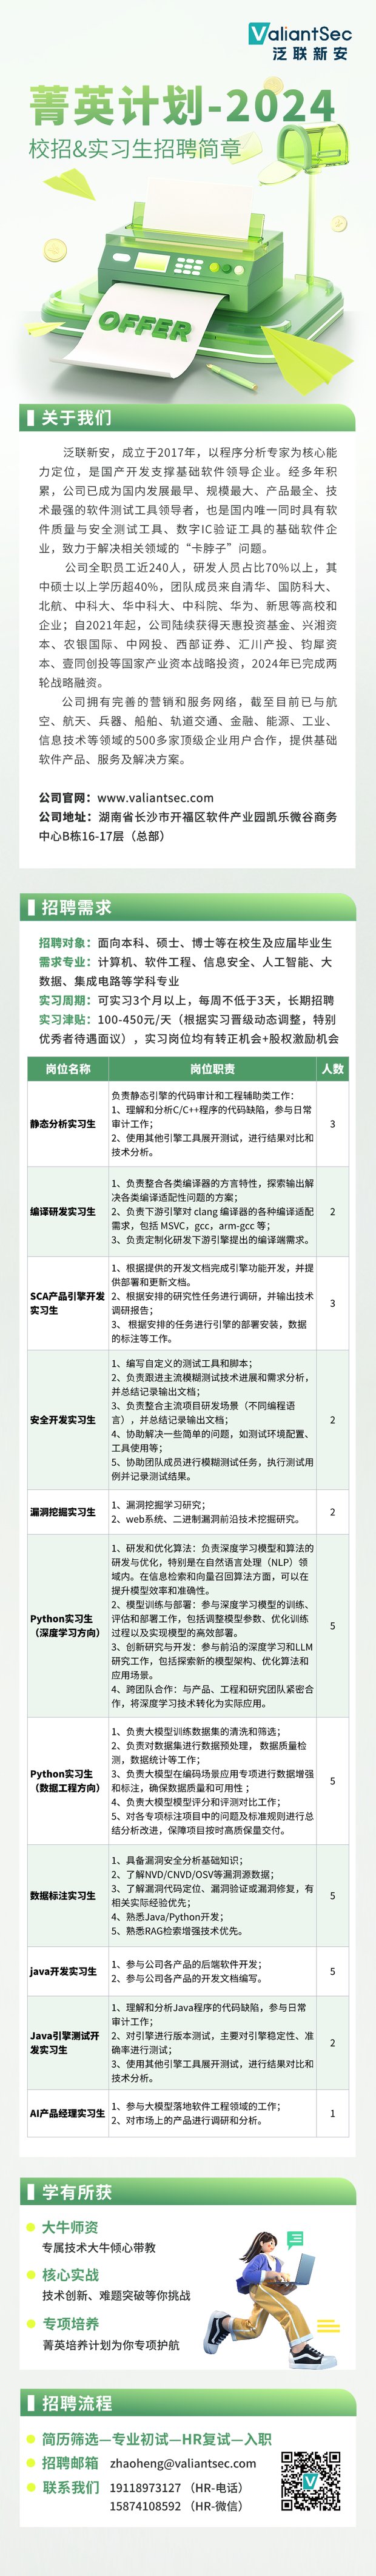 ValiantSec
泛联新安
菁英计划-2024
校招&实习生招聘简章
OFFER
关于我们
泛联新安，成立于2017年，以程序分析专家为核心能
力定位，是国产开发支撑基础软件领导企业。经多年积
累，公司已成为国内发展最早、规模最大、产品最全、技
术最强的软件测试工具领导者，也是国内唯一同时具有软
件质量与安全测试工具、数字IC验证工具的基础软件企
业，致力于解决相关领域的“卡脖子”问题。
公司全职员工近240人，研发人员占比70%以上，其
中硕士以上学历超40%，团队成员来自清华、国防科大、
北航、中科大、华中科大、中科院、华为、新思等高校和
企业；自2021年起，公司陆续获得天惠投资基金、兴湘资
本、农银国际、中网投、西部证券、汇川产投、钧犀资
本、壹同创投等国家产业资本战略投资，2024年已完成两
轮战略融资。
公司拥有完善的营销和服务网络，截至目前已与航
空、航天、兵器、船舶、轨道交通、金融、能源、工业、
信息技术等领域的500多家顶级企业用户合作，提供基础
软件产品、服务及解决方案。
公司官网：www.valiantsec.com
公司地址：湖南省长沙市开福区软件产业园凯乐微谷商务
中心B栋16-17层（总部）
招聘需求
招聘对象：面向本科、硕士、博士等在校生及应届毕业生
需求专业：计算机、软件工程、信息安全、人工智能、大
数据、集成电路等学科专业
实习周期：可实习3个月以上，每周不低于3天，长期招聘
实习津贴：100-450元/天（根据实习晋级动态调整，特别
优秀者待遇面议），实习岗位均有转正机会+股权激励机会
岗位名称 岗位职责 人数
静态分析实习生
负责静态引擎的代码审计和工程辅助类工作：
1、理解和分析C/C++程序的代码缺陷，参与日常
审计工作；
2、使用其他引擎工具展开测试，进行结果对比和
技术分析。
3
编译研发实习生
1、负责整合各类编译器的方言特性，探索输出解
决各类编译适配性问题的方案；
2、负责下游引擎对 clang 编译器的各种编译适配
需求，包括 MSVC，gcc，arm-gcc 等；
3、负责定制化研发下游引擎提出的编译端需求。
2
SCA产品引擎开发
实习生
1、根据提供的开发文档完成引擎功能开发，并提
供部署和更新文档。
2、根据安排的研究性任务进行调研，并输出技术
调研报告；
3、 根据安排的任务进行引擎的部署安装，数据
的标注等工作。
3
安全开发实习生
1、编写自定义的测试工具和脚本；
2、负责跟进主流模糊测试技术进展和需求分析，
并总结记录输出文档；
3、负责整合主流项目研发场景（不同编程语
言），并总结记录输出文档；
4、协助解决一些简单的问题，如测试环境配置、
工具使用等；
5、协助团队成员进行模糊测试任务，执行测试用
例并记录测试结果。
2
漏洞挖掘实习生
1、漏洞挖掘学习研究；
2、web系统、二进制漏洞前沿技术挖掘研究。
2
Python实习生
（深度学习方向）
1、研发和优化算法：负责深度学习模型和算法的
研发与优化，特别是在自然语言处理（NLP）领
域内。在信息检索和向量召回算法方面，可以在
提升模型效率和准确性。
2、模型训练与部署：参与深度学习模型的训练、
评估和部署工作，包括调整模型参数、优化训练
过程以及实现模型的高效部署。
3、创新研究与开发：参与前沿的深度学习和LLM
研究工作，包括探索新的模型架构、优化算法和
应用场景。
4、跨团队合作：与产品、工程和研究团队紧密合
作，将深度学习技术转化为实际应用。
5
Python实习生
（数据工程方向）
1、负责大模型训练数据集的清洗和筛选；
2、负责对数据集进行数据预处理， 数据质量检
测，数据统计等工作；
3、负责大模型在编码场景应用专项进行数据增强
和标注，确保数据质量和可用性；
4、负责大模型模型评分和评测对比工作；
5、对各专项标注项目中的问题及标准规则进行总
结分析改进，保障项目按时高质保量交付。
5
数据标注实习生
1、具备漏洞安全分析基础知识；
2、了解NVD/CNVD/OSV等漏洞源数据；
3、了解漏洞代码定位、漏洞验证或漏洞修复，有
相关实际经验优先；
4、熟悉Java/Python开发；
5、熟悉RAG检索增强技术优先。
5
java开发实习生
1、参与公司各产品的后端软件开发；
2、参与公司各产品的开发文档编写。
5
Java引擎测试开
发实习生
1、理解和分析Java程序的代码缺陷，参与日常
审计工作；
2、对引擎进行版本测试，主要对引擎稳定性、准
确率进行测试；
3、使用其他引擎工具展开测试，进行结果对比和
技术分析。
2
AI产品经理实习生
1、参与大模型落地软件工程领域的工作；
2、对市场上的产品进行调研和分析。
1
学有所获
大牛师资
专属技术大牛倾心带教
核心实战
技术创新、难题突破等你挑战
专项培养
菁英培养计划为你专项护航
招聘流程
简历筛选—专业初试—HR复试—入职
招聘邮箱 zhaoheng@valiantsec.com
联系我们 19118973127 （HR-电话）
15874108592 （HR-微信）